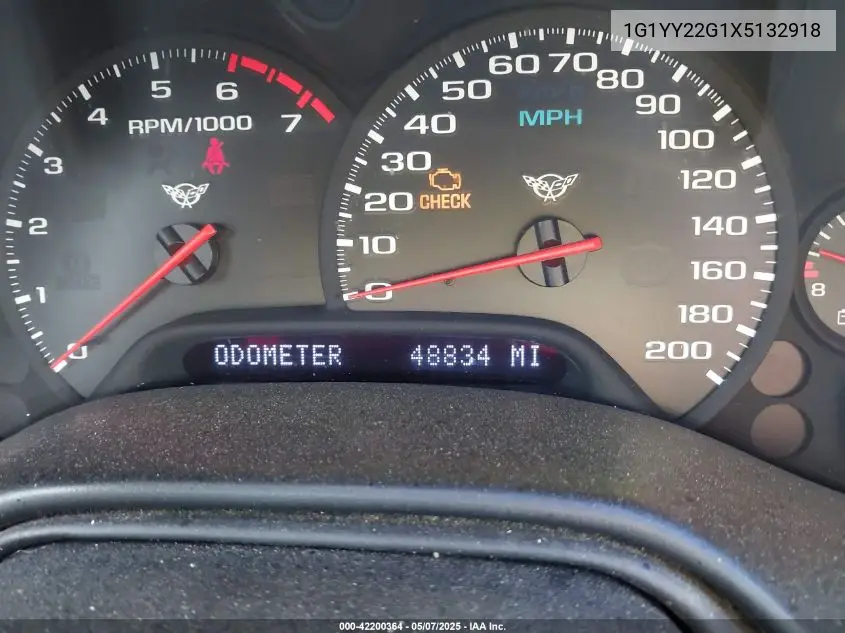 1G1YY22G1X5132918
0 1 2 3 4 5 6 7
RPM/1000
0 10 20 30 40 50 60 70 80 90 100 120 140 160 180 200
MPH
CHECK
8
ODOMETER 48834 MI
000-42200364 - 05/07/2025 - IAA Inc.